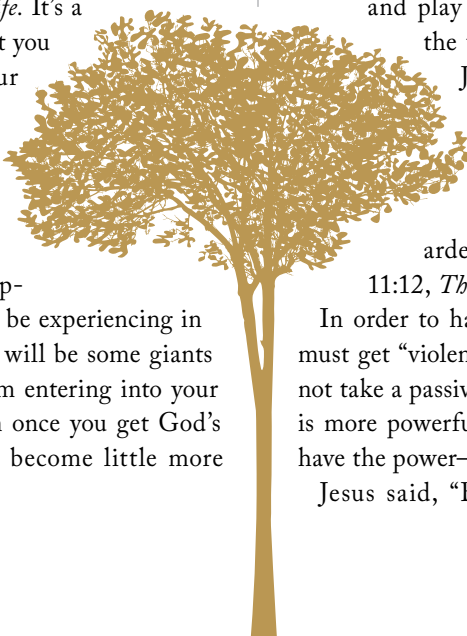 fe. It's a
t you
ur
p-
be experiencing in
will be some giants
m entering into your
once you get God's
become little more
and play
the
J
arde
11:12, Th
In order to ha
must get “violen
not take a passiv
is more powerfu
have the power–
Jesus said, “